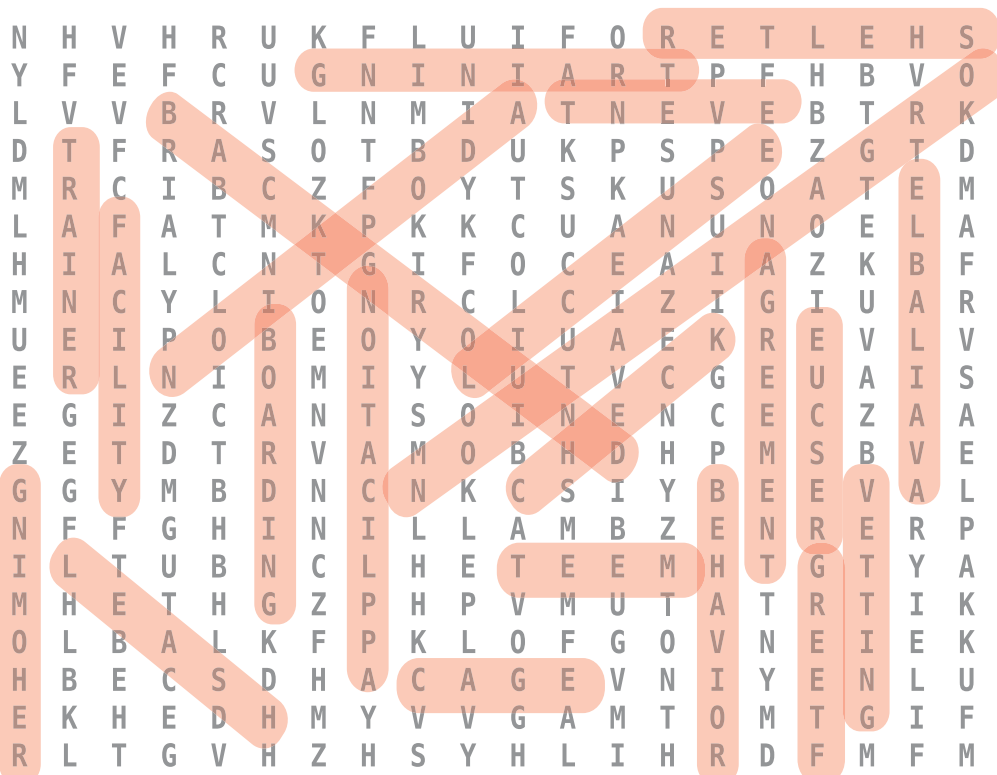 N H V H R U K F L U I F O R E T L E H S
Y F E F C U G N I N I A R T P F H B V O
L V V B R V L N M I A T N E V E B T R K
D T F R A S O T B D U K P S P E Z G T D
M R C I B C Z F O Y T S K U S O A T E M
L A F A T M K P K K C U A N U N O E L A
H I A L C N T G I F O C E A I A Z K B F
M N C Y L I O N R C L C I Z I G I U A R
U E I P O B E O Y O I U A E K R E V L V
E R L N I O M I Y L U T V C G E U A I S
E G I Z C A N T S O I N E N C E C Z A A
Z E T D T R V A M O B H D H P M S B V E
G G Y M B D N C N K C S I Y B E E V A L
N F F G H I N I L L A M B Z E N R E R P
I L T U B N C L H E T E E M H T G T Y A
M H E T H G Z P H P V M U T A T R T I K
O L B A L K F P K L O F G O V N E I E K
H B E C S D H A C A G E V N I Y E N L U
E K H E D H M Y V V G A M T O M T G I F
R L T G V H Z H S Y H L I H R D F M F M